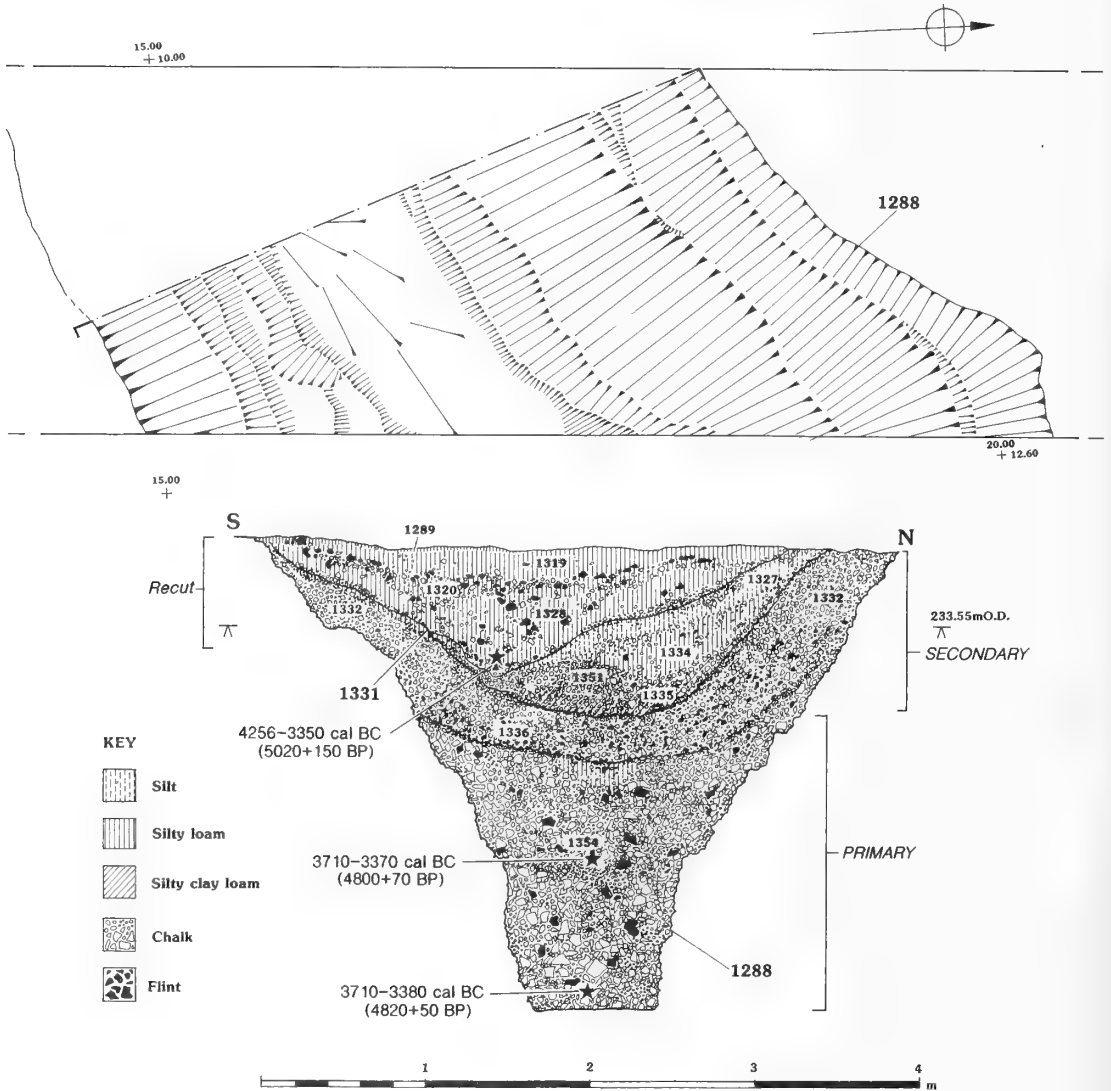 15.00
+ 10.00
1288
20.00
+ 12.60
15.00
+
S
N
1289
1319
1327
Recut
1320
1332
1332
1328
233.55mO.D.
SECONDARY
1334
1351
1331
1335
4256–3350 cal BC
(5020+150 BP)
1336
KEY
Silt
Silty loam
Silty clay loam
Chalk
Flint
1354
3710–3370 cal BC
(4800+70 BP)
PRIMARY
1288
3710–3380 cal BC
(4820+50 BP)
1 2 3 4
m